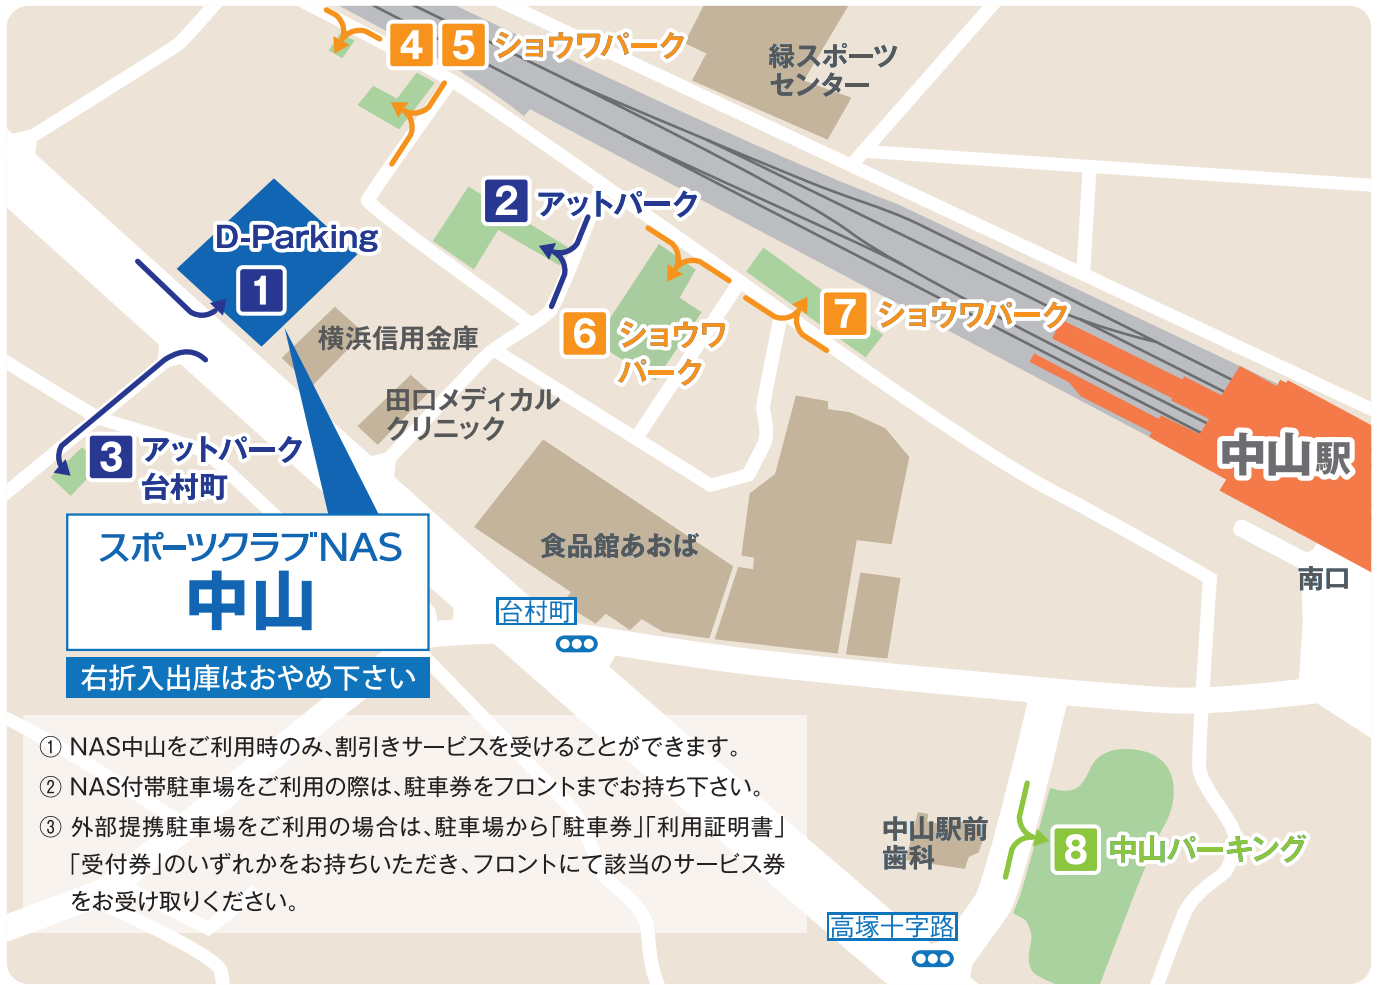 4 5 ショウワパーク
緑スポーツ
センター
2 アットパーク
D-Parking
1
7 ショウワパーク
6 ショウワ
パーク
横浜信用金庫
田口メディカル
クリニック
3 アットパーク
台村町
中山駅
南口
スポーツクラブNAS
中山
右折入出庫はおやめ下さい
食品館あおば
台村町
① NAS中山をご利用時のみ、割引きサービスを受けることができます。
② NAS付帯駐車場をご利用の際は、駐車券をフロントまでお持ち下さい。
③ 外部提携駐車場をご利用の場合は、駐車場から「駐車券」「利用証明書」
「受付券」のいずれかをお持ちいただき、フロントにて該当のサービス券
をお受け取りください。
中山駅前
歯科
8 中山パーキング
高塚十字路